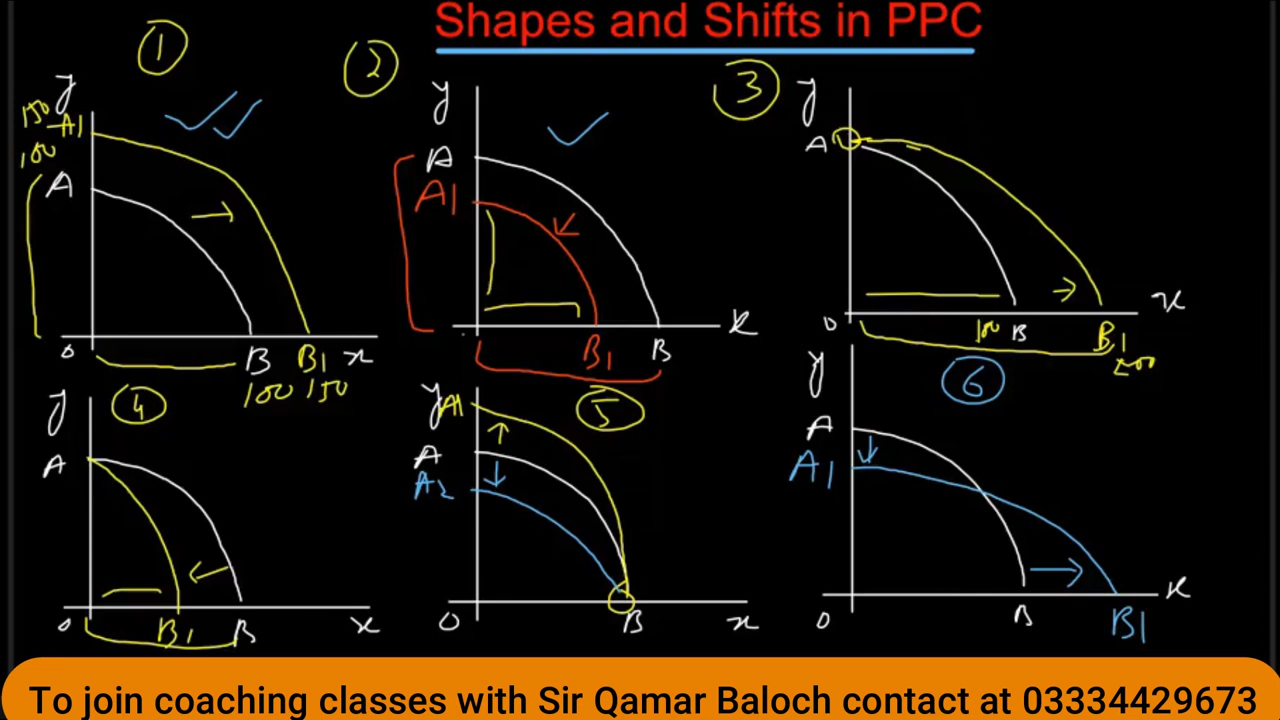 Shapes and Shifts in PPC
1
2
3
y
150
A1
100
A
0
B
B1
x
100
150
y
A
A1
B1
B
x
y
A
0
100
B
B1
200
x
4
y
A
0
B1
B
x
5
y
A1
A
A2
0
B
x
6
y
A
A1
0
B
B1
x
To join coaching classes with Sir Qamar Baloch contact at 03334429673